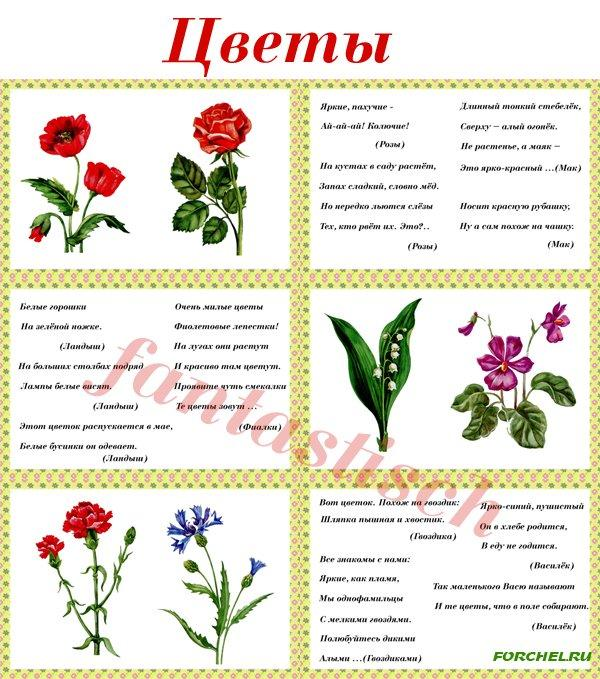 Цветы
Яркие, пахучие -
Ай-ай-ай! Колючие!
(Розы)
На кустах в саду растёт,
Запах сладкий, словно мёд.
Но нередко льются слёзы
Тех, кто рвёт их. Это?..
(Розы)
Длинный тонкий стебелёк,
Сверху – алый огонёк.
Не растенье, а маяк –
Это ярко-красный ...(Мак)
Носит красную рубашку,
Ну а сам похож на чашку.
(Мак)
Белые горошки
На зелёной ножке.
(Ландыш)
На больших столбах подряд
Лампы белые висят.
(Ландыш)
Этот цветок распускается в мае,
Белые бусинки он одевает.
(Ландыш)
Очень милые цветы
Фиолетовые лепестки!
На лугах они растут
И красиво там цветут.
Проявите чуть смекалки
Те цветы зовут ...
(Фиалки)
fantastisch
Вот цветок. Похож на гвоздик:
Шляпка пышная и хвостик.
(Гвоздика)
Все знакомы с нами:
Яркие, как пламя,
Мы однофамильцы
С мелкими гвоздями.
Полюбуйтесь дикими
Алыми ...(Гвоздиками)
Ярко-синий, пушистый
Он в хлебе родится,
В еду не годится.
(Василёк)
Так маленького Васю называют
И те цветы, что в поле собирают.
(Василёк)
FORCHEL.RU